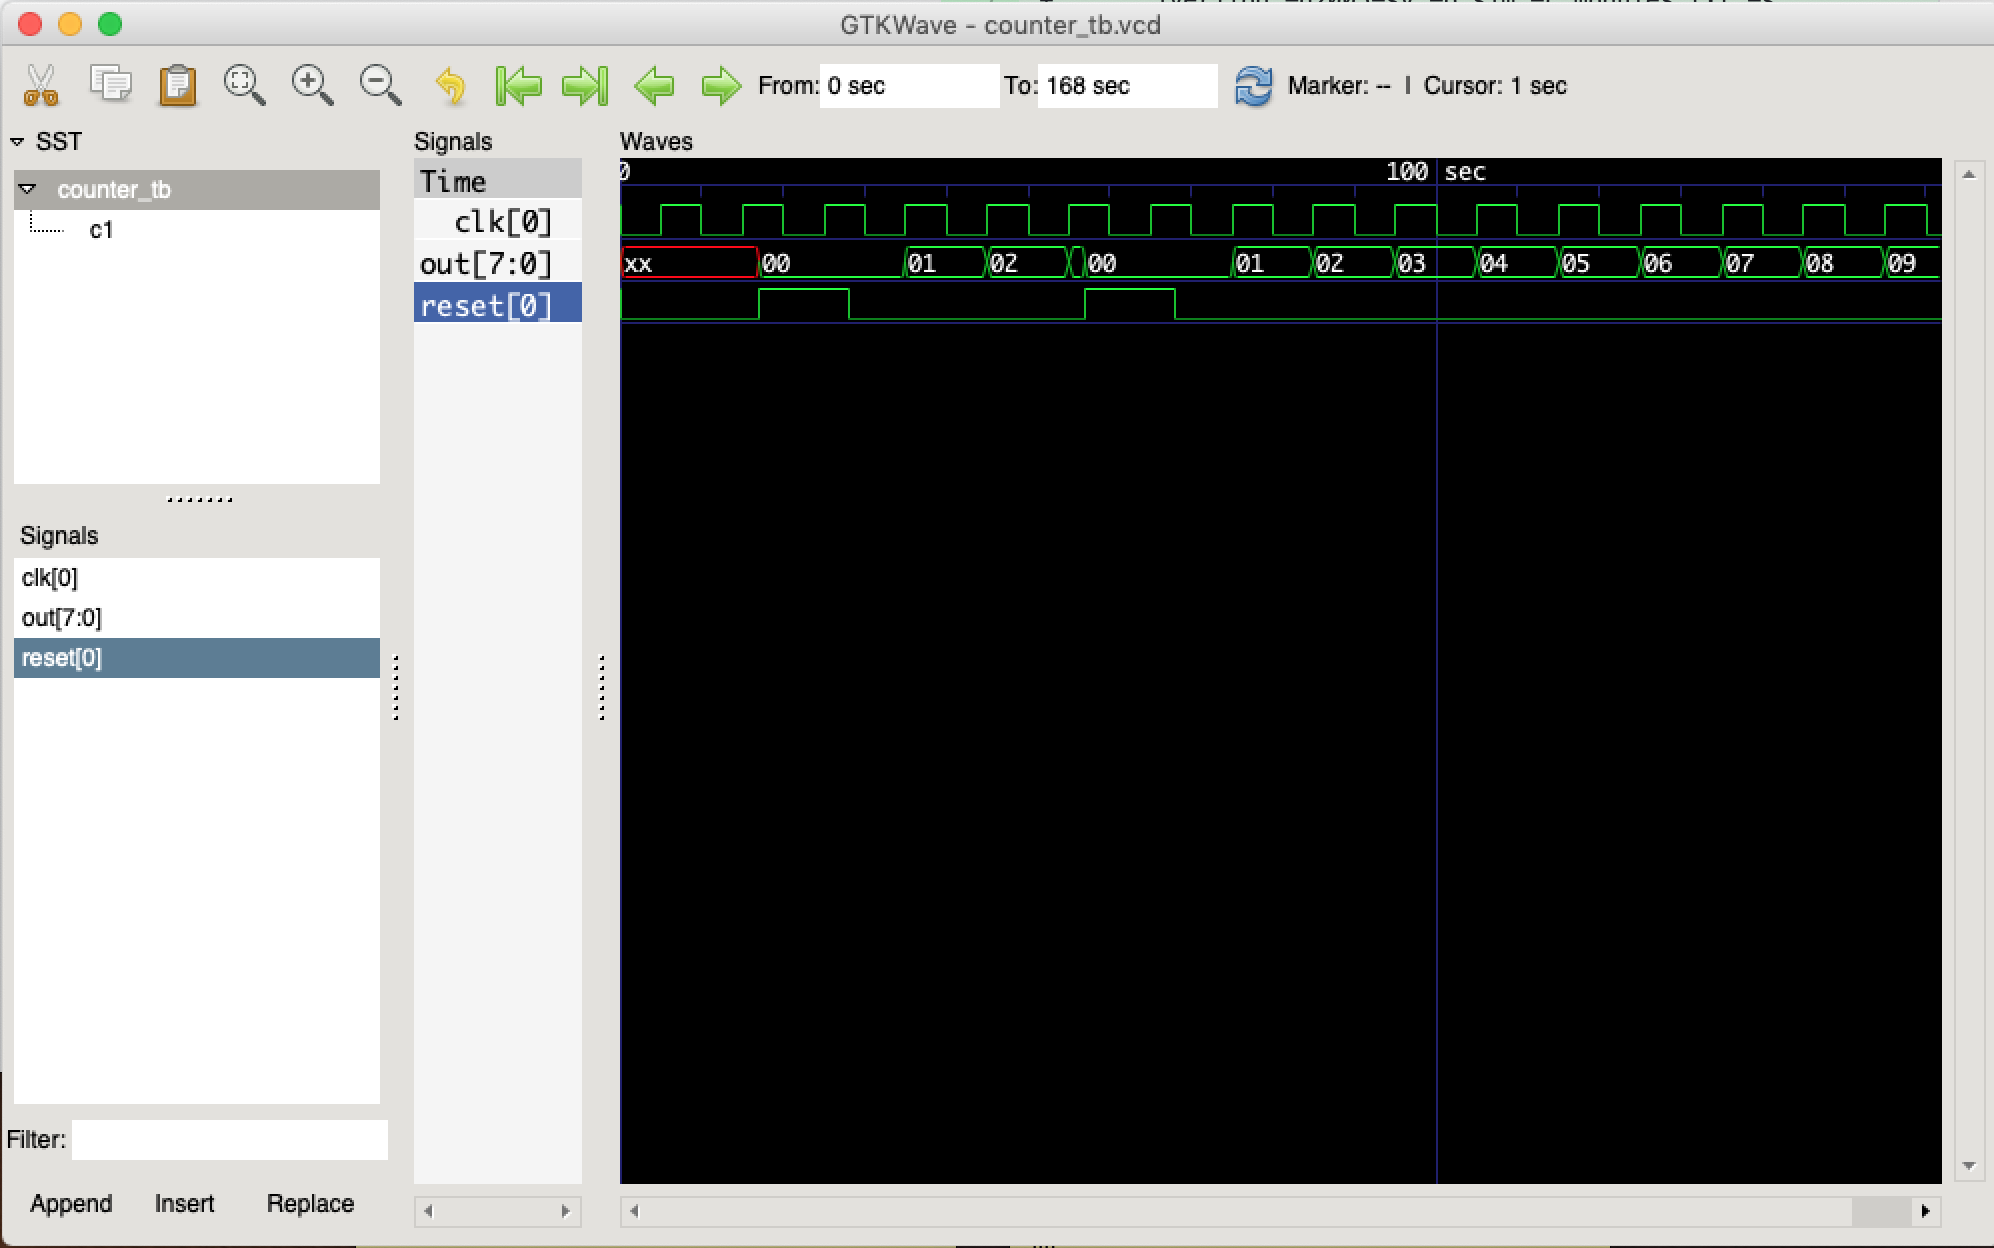 GTKWave - counter_tb.vcd
From: 0 sec To: 168 sec Marker: -- | Cursor: 1 sec
SST
counter_tb
c1
Signals
clk[0]
out[7:0]
reset[0]
Filter:
Append Insert Replace
Signals
Time
clk[0]
out[7:0]
reset[0]
Waves
0 100 sec
xx 00 01 02 00 01 02 03 04 05 06 07 08 09